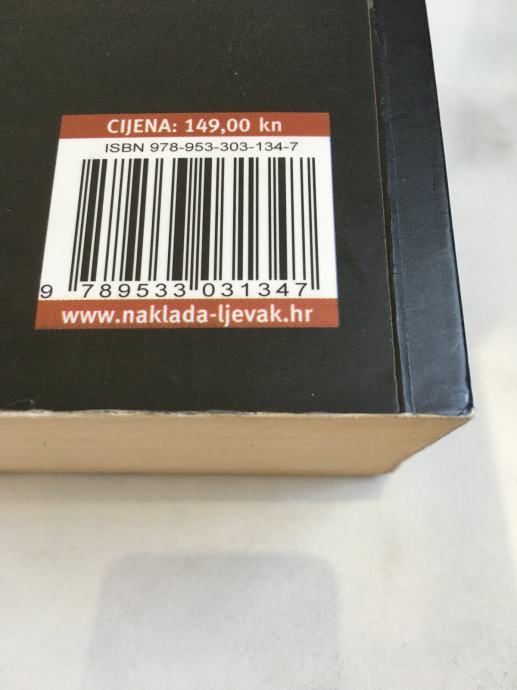 CIJENA: 149,00 kn
ISBN 978-953-303-134-7
9 789533 031347
www.naklada-ljevak.hr